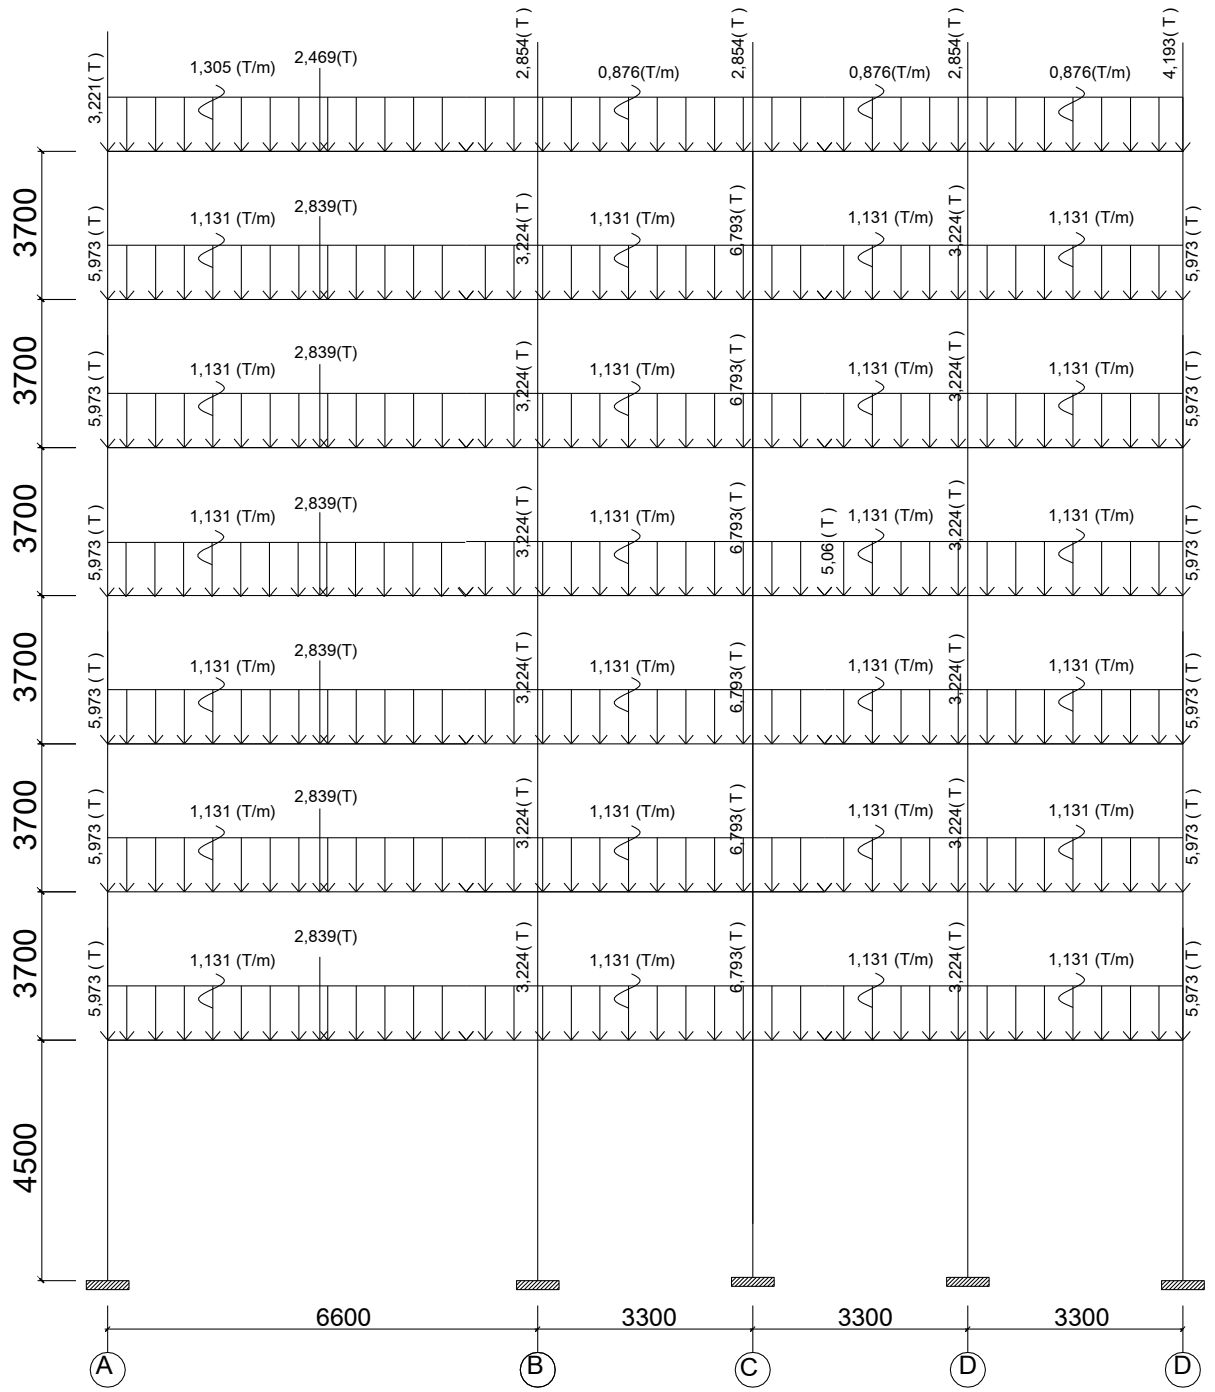 3,221( T )
1,305 (T/m)
2,469(T)
2,854( T )
0,876(T/m)
2,854( T )
0,876(T/m)
2,854( T )
0,876(T/m)
4,193( T )
3700
5,973 ( T )
1,131 (T/m)
2,839(T)
3,224( T )
1,131 (T/m)
6,793( T )
1,131 (T/m)
3,224( T )
1,131 (T/m)
5,973 ( T )
3700
5,973 ( T )
1,131 (T/m)
2,839(T)
3,224( T )
1,131 (T/m)
6,793( T )
1,131 (T/m)
3,224( T )
1,131 (T/m)
5,973 ( T )
3700
5,973 ( T )
1,131 (T/m)
2,839(T)
3,224( T )
1,131 (T/m)
6,793( T )
5,06 ( T )
1,131 (T/m)
3,224( T )
1,131 (T/m)
5,973 ( T )
3700
5,973 ( T )
1,131 (T/m)
2,839(T)
3,224( T )
1,131 (T/m)
6,793( T )
1,131 (T/m)
3,224( T )
1,131 (T/m)
5,973 ( T )
3700
5,973 ( T )
1,131 (T/m)
2,839(T)
3,224( T )
1,131 (T/m)
6,793( T )
1,131 (T/m)
3,224( T )
1,131 (T/m)
5,973 ( T )
3700
5,973 ( T )
1,131 (T/m)
2,839(T)
3,224( T )
1,131 (T/m)
6,793( T )
1,131 (T/m)
3,224( T )
1,131 (T/m)
5,973 ( T )
4500
6600
3300
3300
3300
A
B
C
D
D